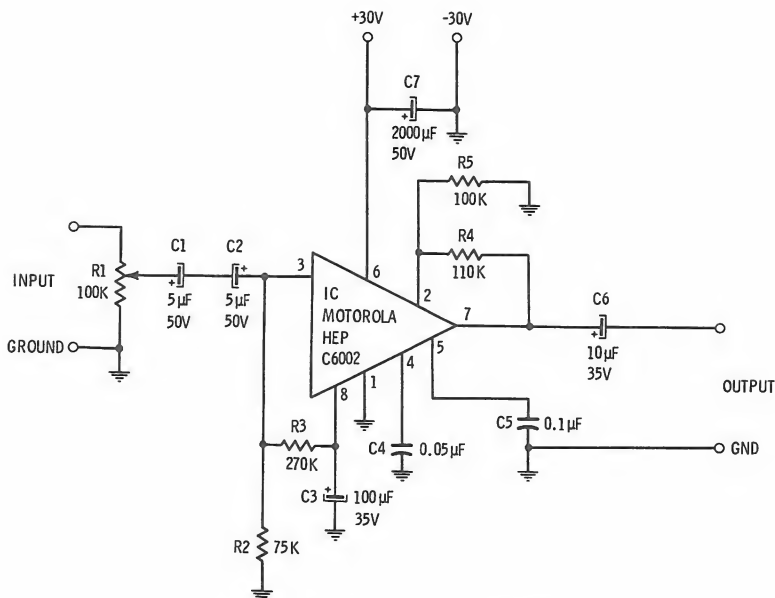 +30V
-30V
C7
+
2000µF
50V
R5
100K
R4
110K
INPUT
R1
100K
GROUND
C1
+
5µF
50V
C2
+
5µF
50V
3
6
2
7
5
4
1
8
IC
MOTOROLA
HEP
C6002
C6
+
10µF
35V
OUTPUT
GND
C5
0.1µF
C4
0.05µF
R3
270K
C3
+
100µF
35V
R2
75K